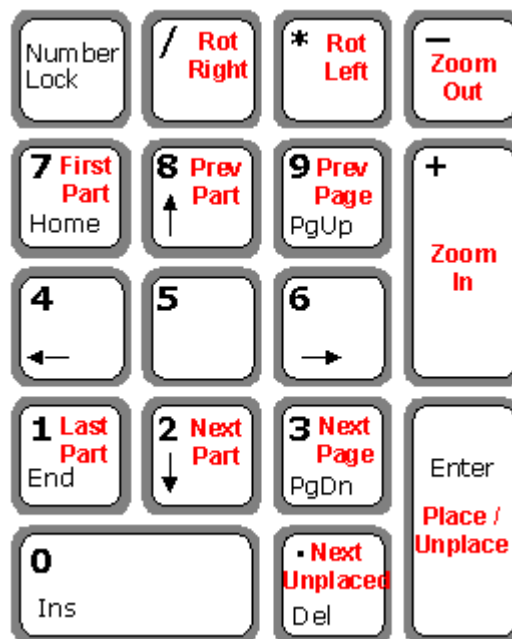 Number
Lock
/ Rot
Right
* Rot
Left
−
Zoom
Out
7 First
Part
Home
8 Prev
Part
↑
9 Prev
Page
PgUp
+
Zoom
In
4
←
5
6
→
1 Last
Part
End
2 Next
Part
↓
3 Next
Page
PgDn
Enter
Place /
Unplace
0
Ins
. Next
Unplaced
Del